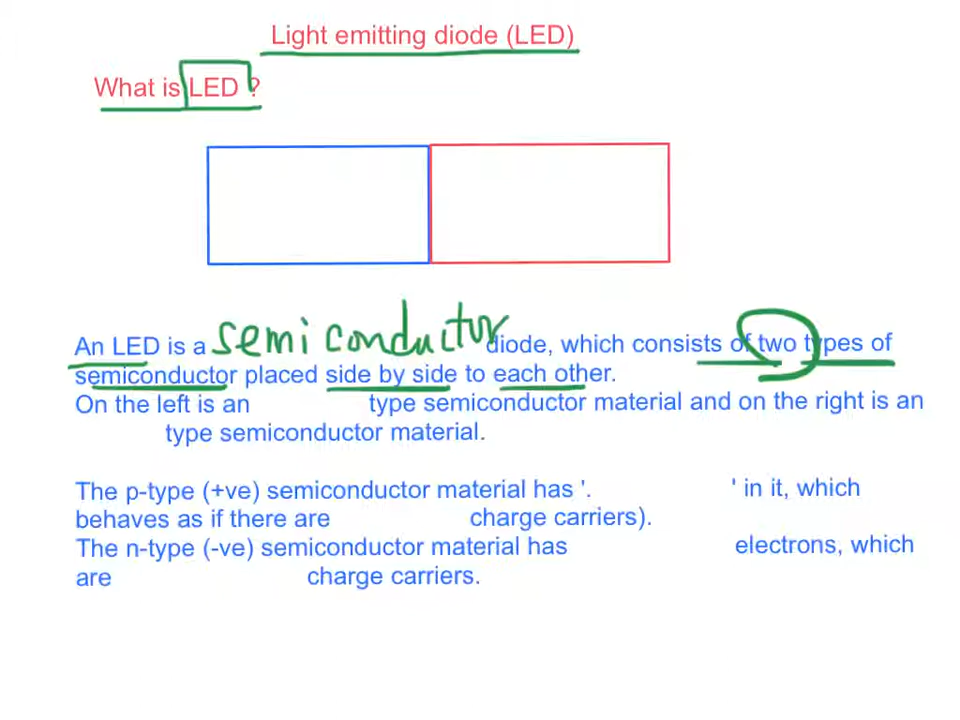 Light emitting diode (LED)
What is LED ?
An LED is a semiconductor diode, which consists of two types of
semiconductor placed side by side to each other.
On the left is an type semiconductor material and on the right is an
type semiconductor material.
The p-type (+ve) semiconductor material has '. ' in it, which
behaves as if there are charge carriers).
The n-type (-ve) semiconductor material has electrons, which
are charge carriers.